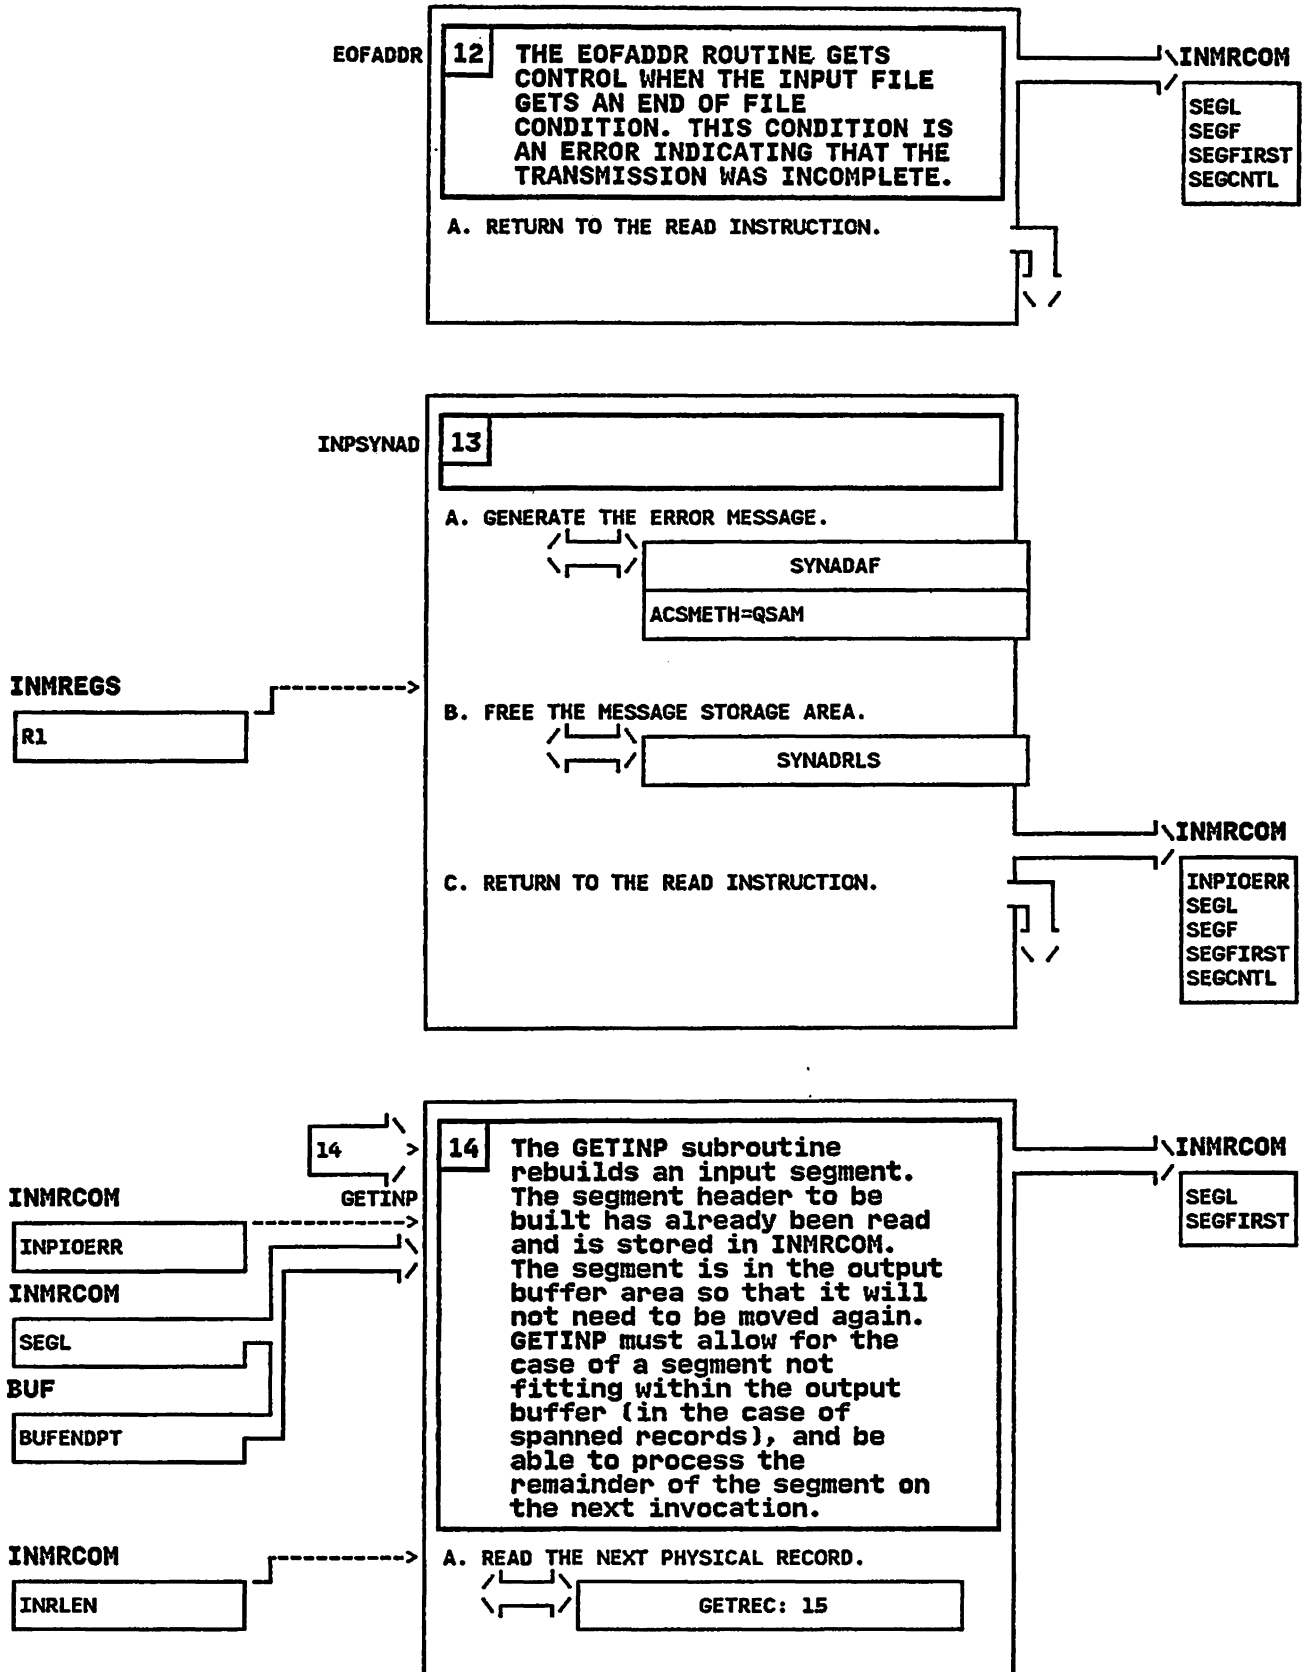 EOFADDR
12
THE EOFADDR ROUTINE GETS
CONTROL WHEN THE INPUT FILE
GETS AN END OF FILE
CONDITION. THIS CONDITION IS
AN ERROR INDICATING THAT THE
TRANSMISSION WAS INCOMPLETE.
INMRCOM
SEGL
SEGF
SEGFIRST
SEGCNTL
A. RETURN TO THE READ INSTRUCTION.
INPSYNAD
13
A. GENERATE THE ERROR MESSAGE.
SYNADAF
ACSMETH=QSAM
INMREGS
R1
B. FREE THE MESSAGE STORAGE AREA.
SYNADRLS
INMRCOM
INPIOERR
SEGL
SEGF
SEGFIRST
SEGCNTL
C. RETURN TO THE READ INSTRUCTION.
14
GETINP
14
The GETINP subroutine
rebuilds an input segment.
The segment header to be
built has already been read
and is stored in INMRCOM.
The segment is in the output
buffer area so that it will
not need to be moved again.
GETINP must allow for the
case of a segment not
fitting within the output
buffer (in the case of
spanned records), and be
able to process the
remainder of the segment on
the next invocation.
INMRCOM
SEGL
SEGFIRST
INMRCOM
INPIOERR
INMRCOM
SEGL
BUF
BUFENDPT
INMRCOM
INRLEN
A. READ THE NEXT PHYSICAL RECORD.
GETREC: 15